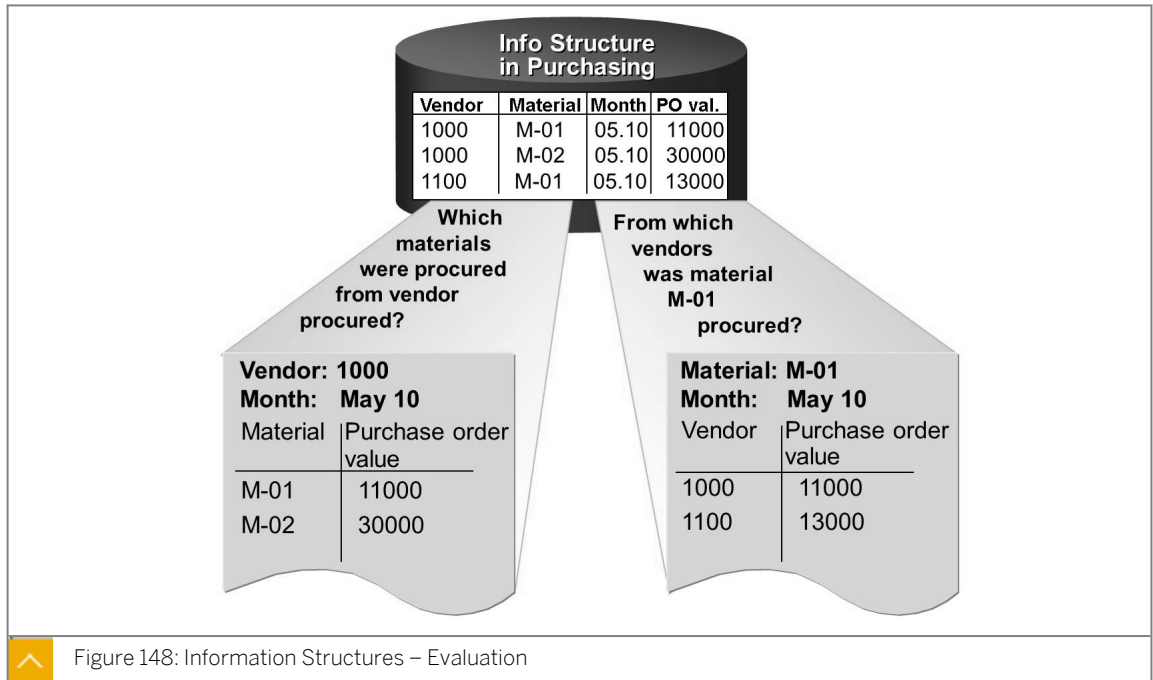 Info Structure
in Purchasing
Vendor Material Month PO val.
1000 M-01 05.10 11000
1000 M-02 05.10 30000
1100 M-01 05.10 13000
Which
materials
were procured
from vendor
procured?
From which
vendors
was material
M-01
procured?
Vendor: 1000
Month: May 10
Material Purchase order
value
M-01 11000
M-02 30000
Material: M-01
Month: May 10
Vendor Purchase order
value
1000 11000
1100 13000
Figure 148: Information Structures – Evaluation